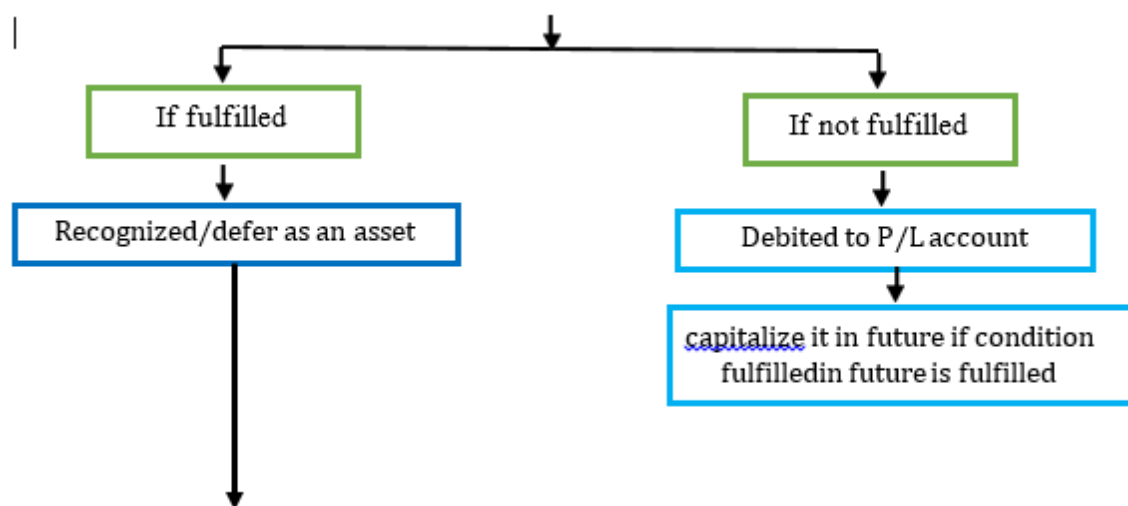 If fulfilled
If not fulfilled
Recognized/defer as an asset
Debited to P/L account
capitalize it in future if condition
fulfilledin future is fulfilled